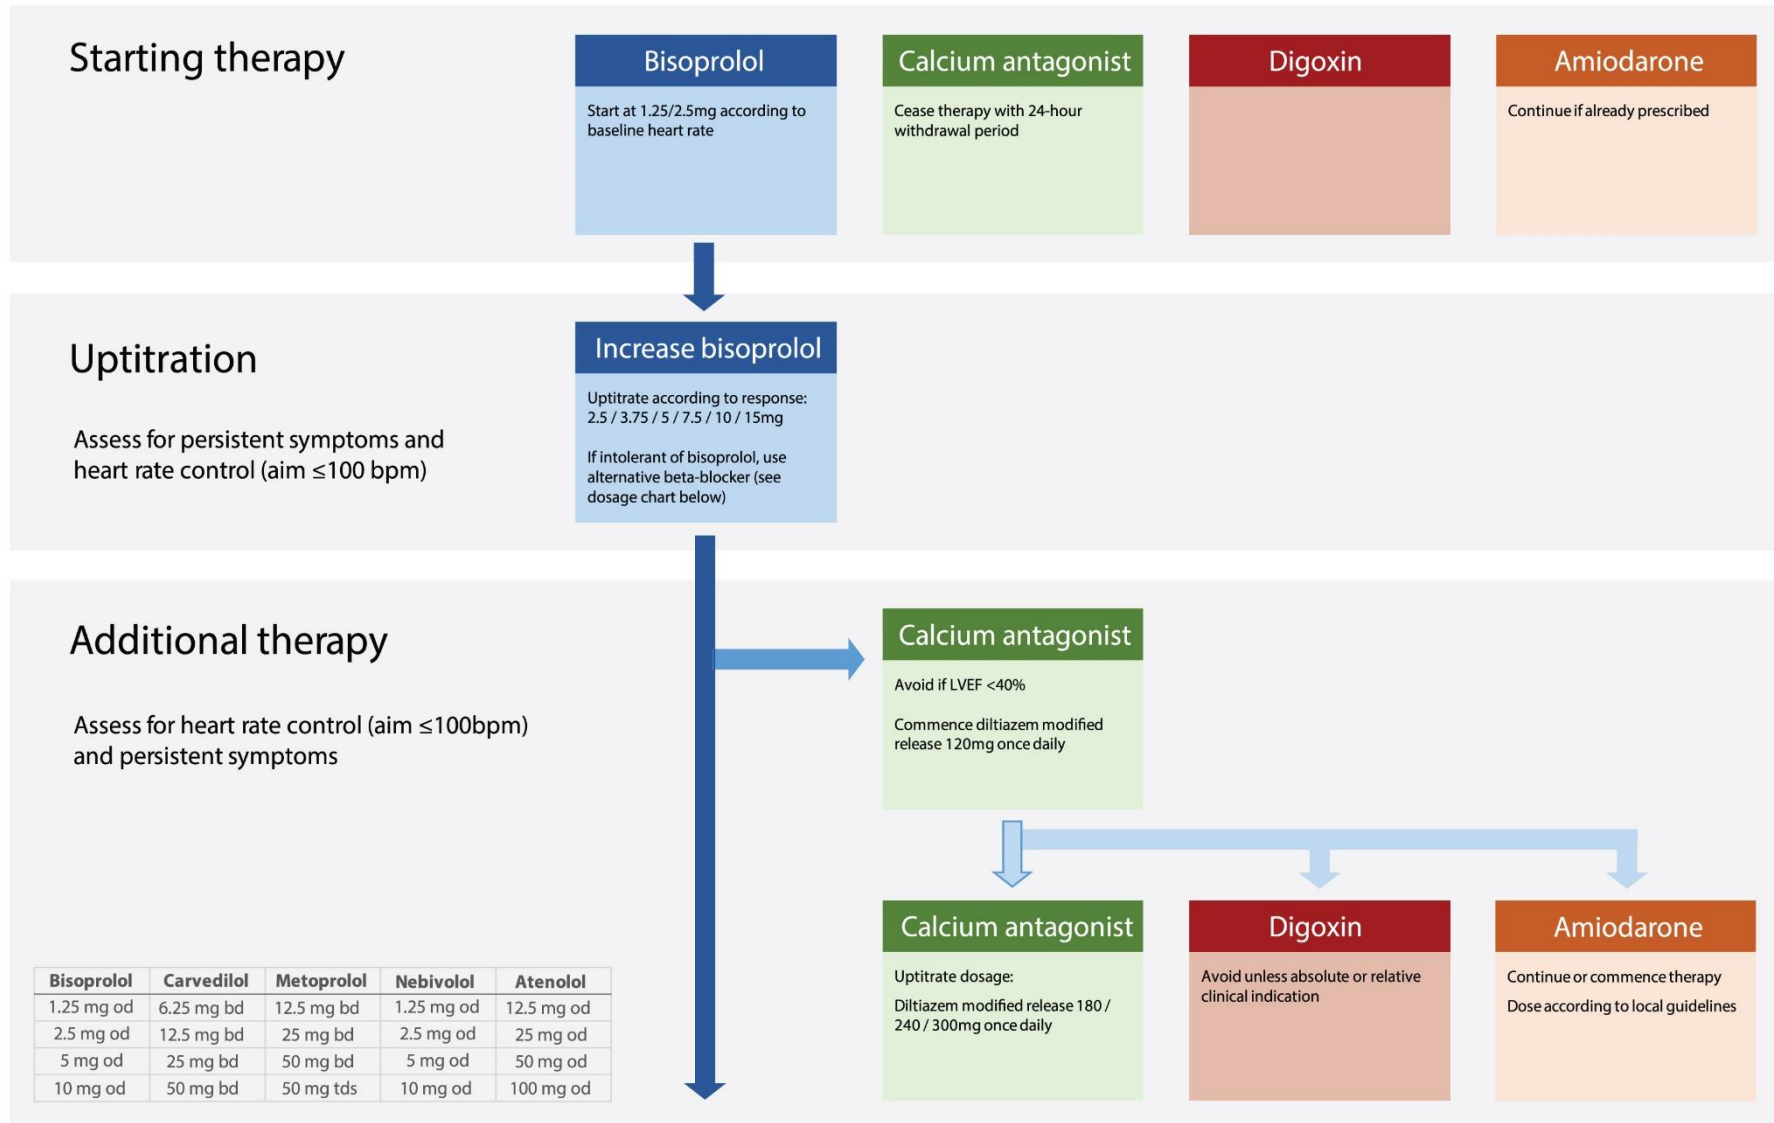 Starting therapy
Bisoprolol
Start at 1.25/2.5mg according to
baseline heart rate
Calcium antagonist
Cease therapy with 24-hour
withdrawal period
Digoxin
Amiodarone
Continue if already prescribed
Uptitration
Assess for persistent symptoms and
heart rate control (aim ≤100 bpm)
Increase bisoprolol
Uptitrate according to response:
2.5 / 3.75 / 5 / 7.5 / 10 / 15mg
If intolerant of bisoprolol, use
alternative beta-blocker (see
dosage chart below)
Additional therapy
Assess for heart rate control (aim ≤100bpm)
and persistent symptoms
Calcium antagonist
Avoid if LVEF <40%
Commence diltiazem modified
release 120mg once daily
Calcium antagonist
Uptitrate dosage:
Diltiazem modified release 180 /
240 / 300mg once daily
Digoxin
Avoid unless absolute or relative
clinical indication
Amiodarone
Continue or commence therapy
Dose according to local guidelines
Bisoprolol Carvedilol Metoprolol Nebivolol Atenolol
1.25 mg od 6.25 mg bd 12.5 mg bd 1.25 mg od 12.5 mg od
2.5 mg od 12.5 mg bd 25 mg bd 2.5 mg od 25 mg od
5 mg od 25 mg bd 50 mg bd 5 mg od 50 mg od
10 mg od 50 mg bd 50 mg tds 10 mg od 100 mg od